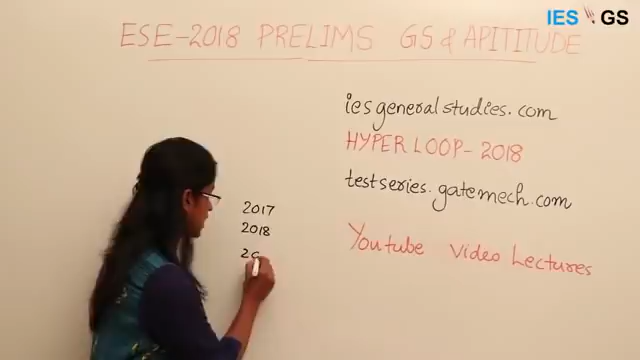 IES GS
ESE-2018 PRELIMS GS & APITITUDE
iesgeneralstudies.com
HYPER LOOP-2018
testseries.gatemech.com
2017
2018
20
Youtube Video Lectures